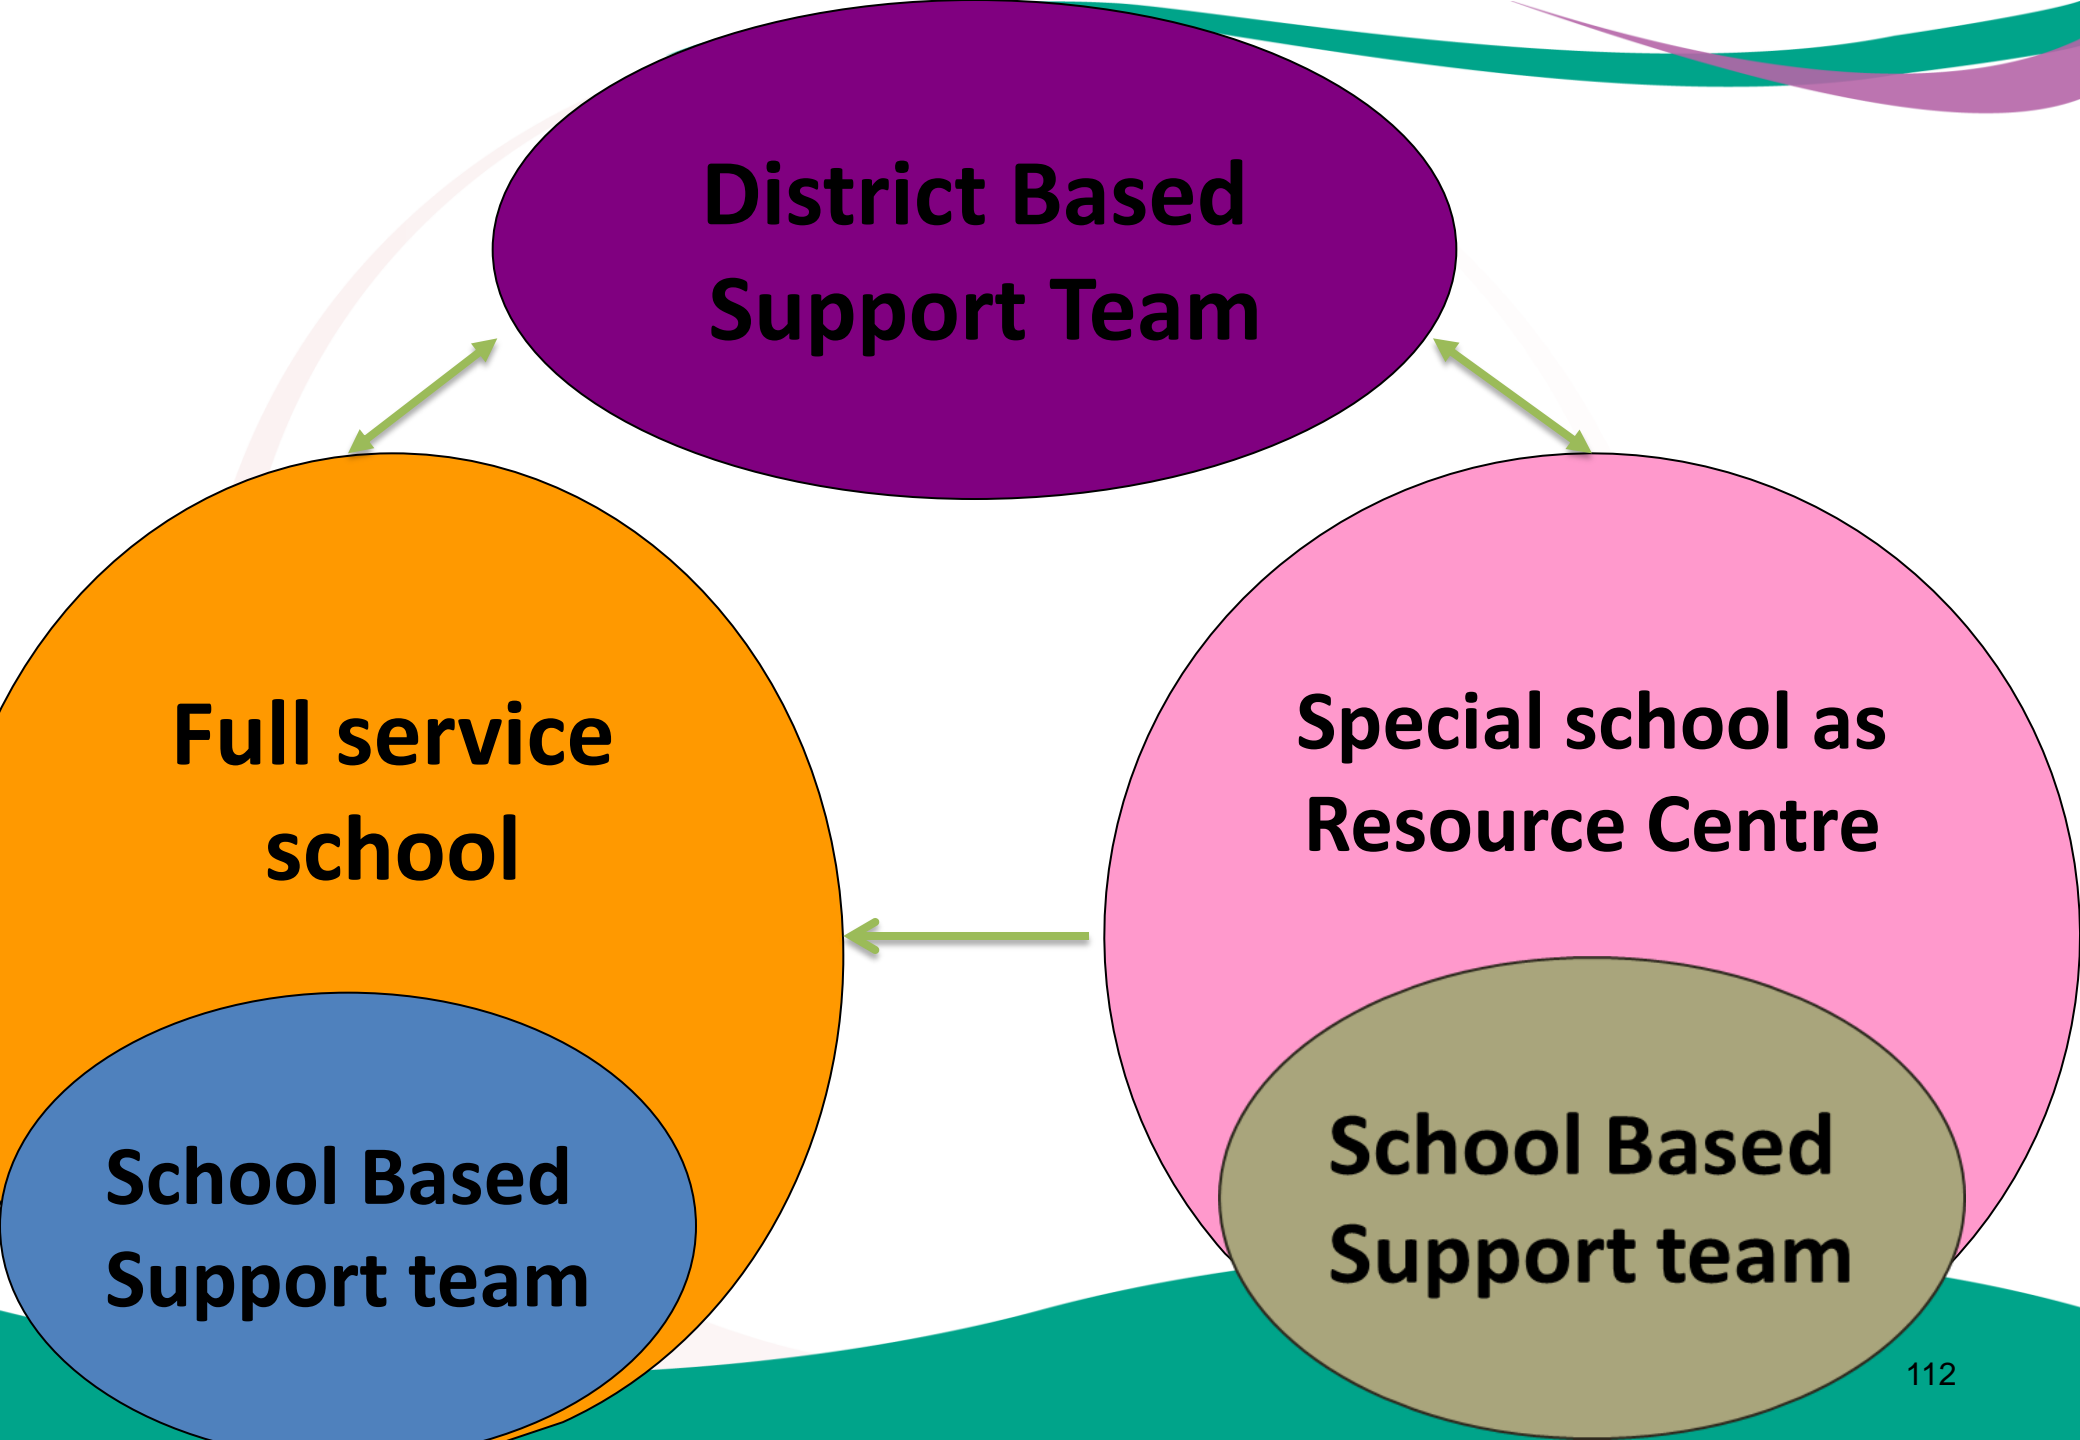 District Based
Support Team
Full service
school
Special school as
Resource Centre
School Based
Support team
School Based
Support team
112